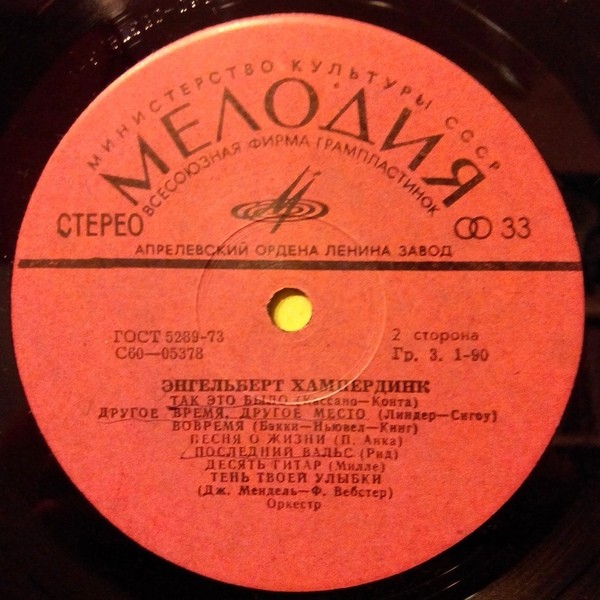 МИНИСТЕРСТВО КУЛЬТУРЫ СССР
МЕЛОДИЯ
ВСЕСОЮЗНАЯ ФИРМА ГРАМПЛАСТИНОК
СТЕРЕО
33
АПРЕЛЕВСКИЙ ОРДЕНА ЛЕНИНА ЗАВОД
ГОСТ 5289-73
2 сторона
С60—05378
Гр. 3. 1-90
ЭНГЕЛЬБЕРТ ХАМПЕРДИНК
ТАК ЭТО БЫЛО (Кассано—Конта)
ДРУГОЕ ВРЕМЯ, ДРУГОЕ МЕСТО (Линдер—Сигоу)
ВОВРЕМЯ (Бакки—Ньювел—Кинг)
ПЕСНЯ О ЖИЗНИ (П. Анка)
ПОСЛЕДНИЙ ВАЛЬС (Рид)
ДЕСЯТЬ ГИТАР (Милле)
ТЕНЬ ТВОЕЙ УЛЫБКИ
(Дж. Мендель—Ф. Вебстер)
Оркестр